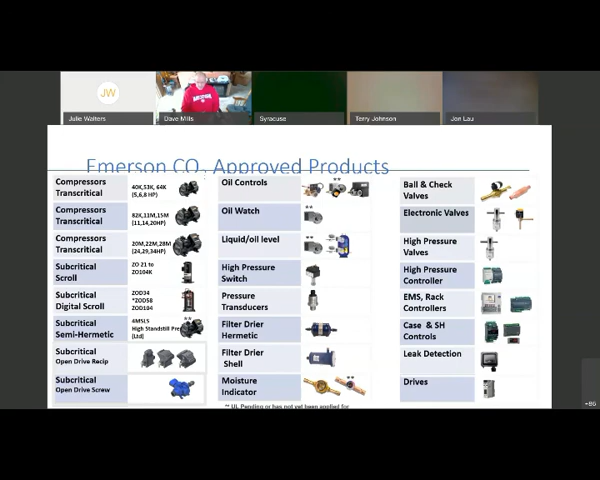 JW
Julie Walters
Dave Mills
Syracuse
Terry Johnson
Jon Lau
Emerson CO2 Approved Products
Compressors
Transcritical
40K,53K, 64K
(5,6,8 HP)
Compressors
Transcritical
82K,11M,15M
(11,14,20HP)
Compressors
Transcritical
20M,22M,28M
(24,29,34HP)
Subcritical
Scroll
ZO 21 to
ZO104K
Subcritical
Digital Scroll
ZOD34
*ZOD58
ZOD104
Subcritical
Semi-Hermetic
4MSL5
High Standstill Pre
(Ltd)
**
Subcritical
Open Drive Recip
Subcritical
Open Drive Screw
Oil Controls
**
Oil Watch
**
Liquid/oil level
**
High Pressure
Switch
Pressure
Transducers
Filter Drier
Hermetic
Filter Drier
Shell
Moisture
Indicator
**
** UL Pending or has not yet been applied for
Ball & Check
Valves
Electronic Valves
High Pressure
Valves
High Pressure
Controller
EMS, Rack
Controllers
Case & SH
Controls
Leak Detection
Drives
+86